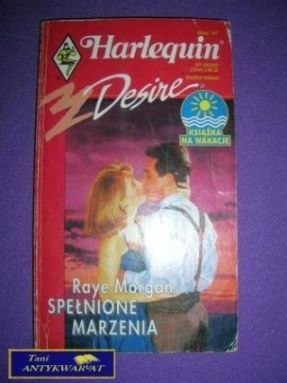 Harlequin
Desire
KSIĄŻKA
NA WAKACJE
Raye Morgan
SPEŁNIONE
MARZENIA
Tani
ANTYKWARIAT